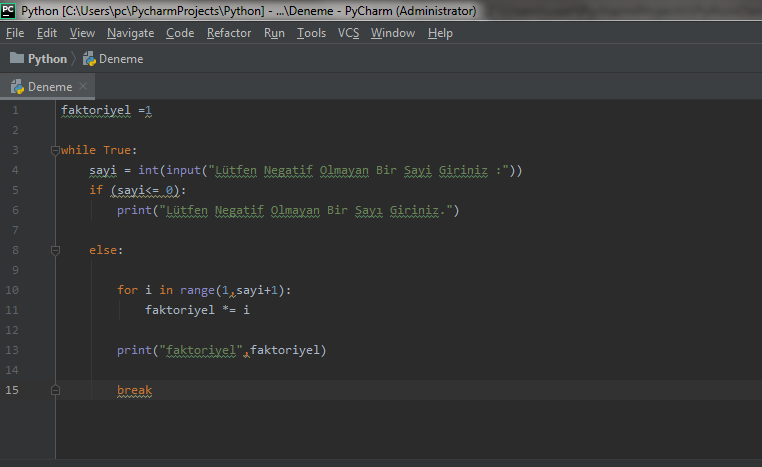 PC Python [C:\Users\pc\PycharmProjects\Python] - ...\Deneme - PyCharm (Administrator)
File Edit View Navigate Code Refactor Run Tools VCS Window Help
Python Deneme
Deneme
1 faktoriyel =1
2
3 while True:
4 sayi = int(input("Lütfen Negatif Olmayan Bir Sayi Giriniz :"))
5 if (sayi<= 0):
6 print("Lütfen Negatif Olmayan Bir Sayı Giriniz.")
7
8 else:
9
10 for i in range(1,sayi+1):
11 faktoriyel *= i
12
13 print("faktoriyel",faktoriyel)
14
15 break